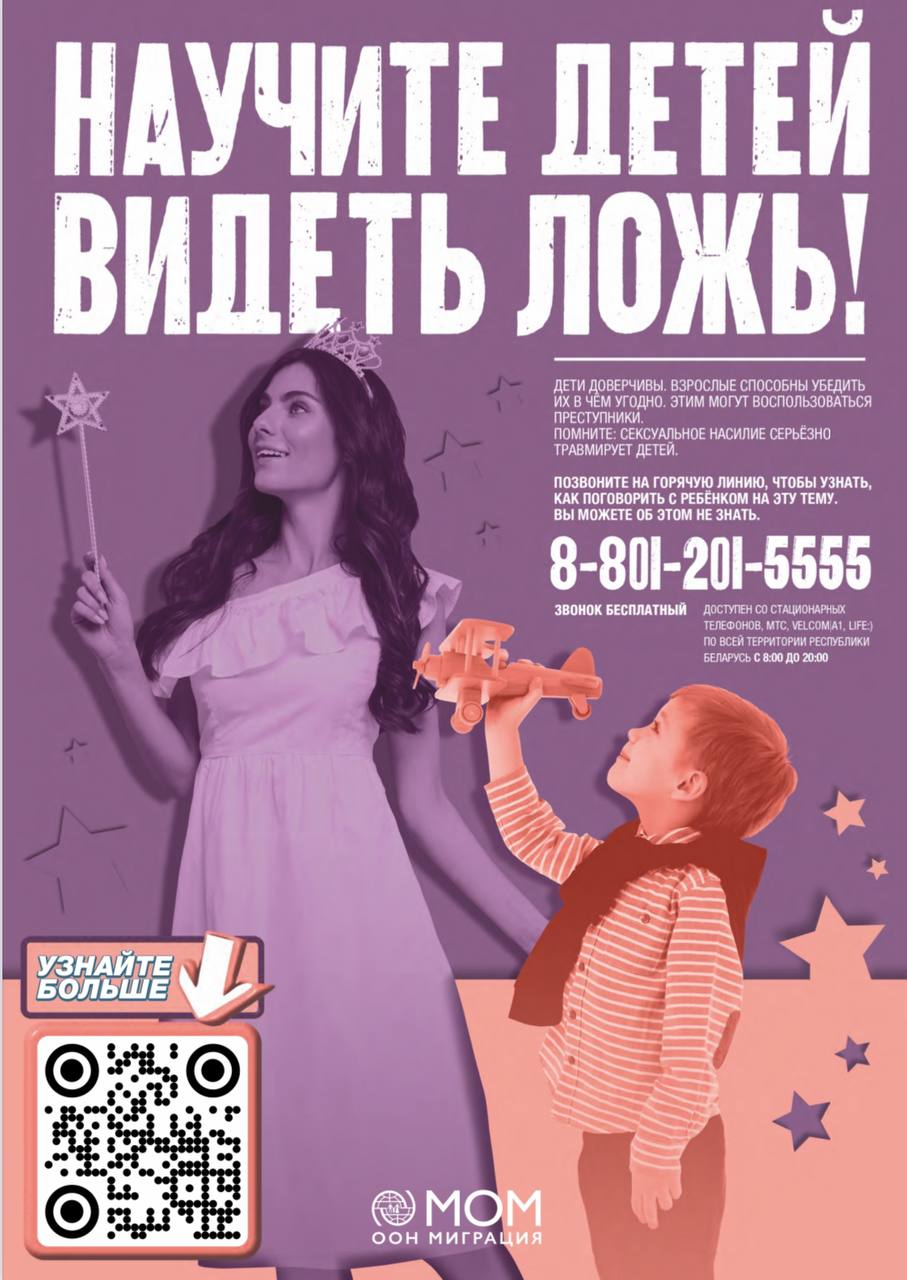 НАУЧИТЕ ДЕТЕЙ
ВИДЕТЬ ЛОЖЬ!
ДЕТИ ДОВЕРЧИВЫ. ВЗРОСЛЫЕ СПОСОБНЫ УБЕДИТЬ
ИХ В ЧЁМ УГОДНО. ЭТИМ МОГУТ ВОСПОЛЬЗОВАТЬСЯ
ПРЕСТУПНИКИ.
ПОМНИТЕ: СЕКСУАЛЬНОЕ НАСИЛИЕ СЕРЬЁЗНО
ТРАВМИРУЕТ ДЕТЕЙ.
ПОЗВОНИТЕ НА ГОРЯЧУЮ ЛИНИЮ, ЧТОБЫ УЗНАТЬ,
КАК ПОГОВОРИТЬ С РЕБЁНКОМ НА ЭТУ ТЕМУ.
ВЫ МОЖЕТЕ ОБ ЭТОМ НЕ ЗНАТЬ.
8-801-201-5555
ЗВОНОК БЕСПЛАТНЫЙ
ДОСТУПЕН СО СТАЦИОНАРНЫХ
ТЕЛЕФОНОВ, МТС, VELCOM|A1, LIFE:)
ПО ВСЕЙ ТЕРРИТОРИИ РЕСПУБЛИКИ
БЕЛАРУСЬ С 8:00 ДО 20:00
УЗНАЙТЕ
БОЛЬШЕ
МОМ
ООН МИГРАЦИЯ